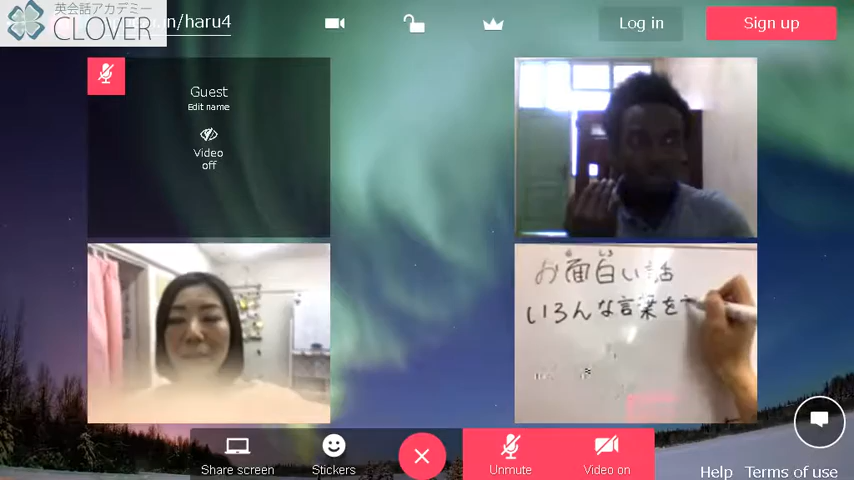 英会話アカデミー
CLOVER
.in/haru4
Log in
Sign up
Guest
Edit name
Video
off
お面白い話
いろんな言葉を
Share screen
Stickers
Unmute
Video on
Help
Terms of use